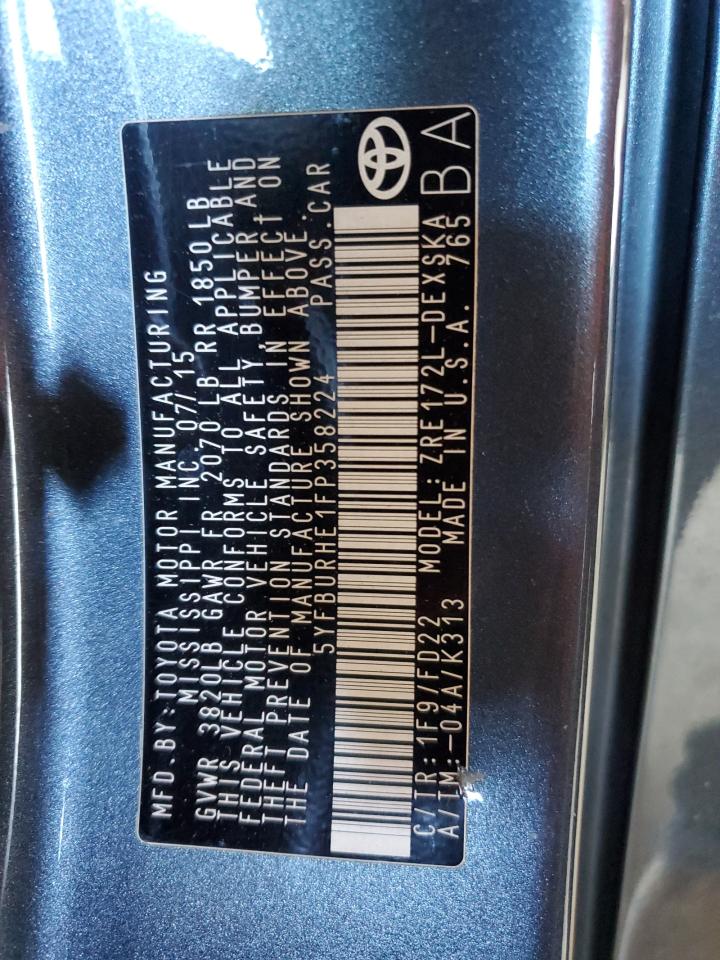 MFD.BY:TOYOTA MOTOR MANUFACTURING
MISSISSIPPI INC 07/15
GVWR 3820LB GAWR FR 2070 LB RR 1850LB
THIS VEHICLE CONFORMS TO ALL APPLICABLE
FEDERAL MOTOR VEHICLE SAFETY, BUMPER, AND
THEFT PREVENTION STANDARDS IN EFFECT ON
THE DATE OF MANUFACTURE SHOWN ABOVE.
5YFBURHE1FP358224 PASS.CAR
C/TR:1F9/FD22 MODEL:ZRE172L-DEXSKA
A/TM:-04A/K313 MADE IN U.S.A. 765 BA